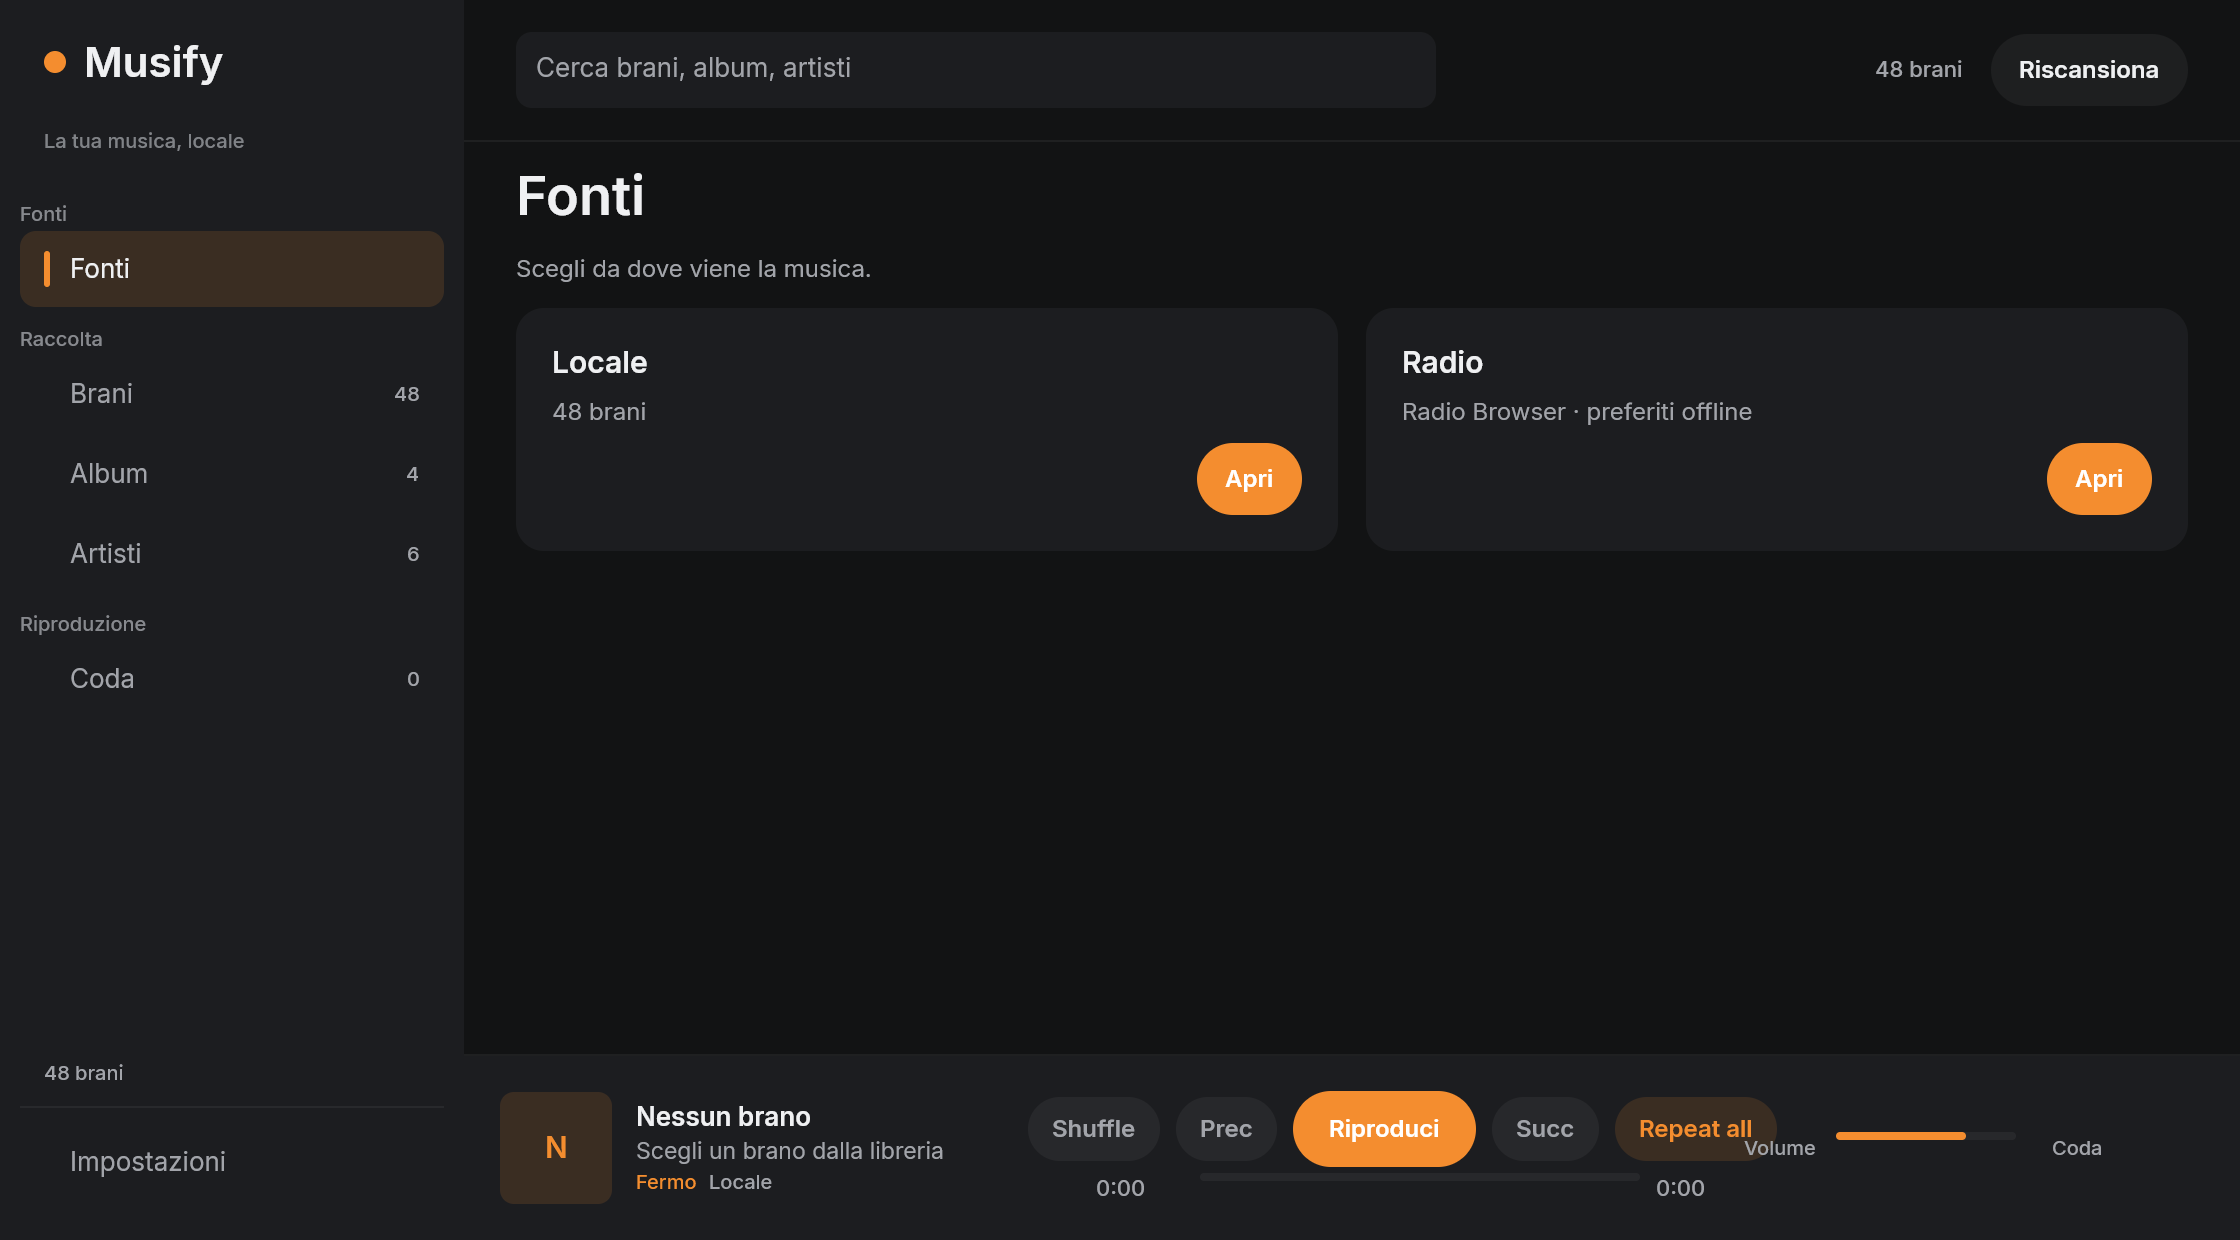 Musify
La tua musica, locale
Fonti
Fonti
Raccolta
Brani 48
Album 4
Artisti 6
Riproduzione
Coda 0
48 brani
Impostazioni
Cerca brani, album, artisti
48 brani Riscansiona
Fonti
Scegli da dove viene la musica.
Locale
48 brani
Apri
Radio
Radio Browser · preferiti offline
Apri
N
Nessun brano
Scegli un brano dalla libreria
Fermo Locale
Shuffle Prec Riproduci Succ Repeat all
0:00 0:00
Volume Coda